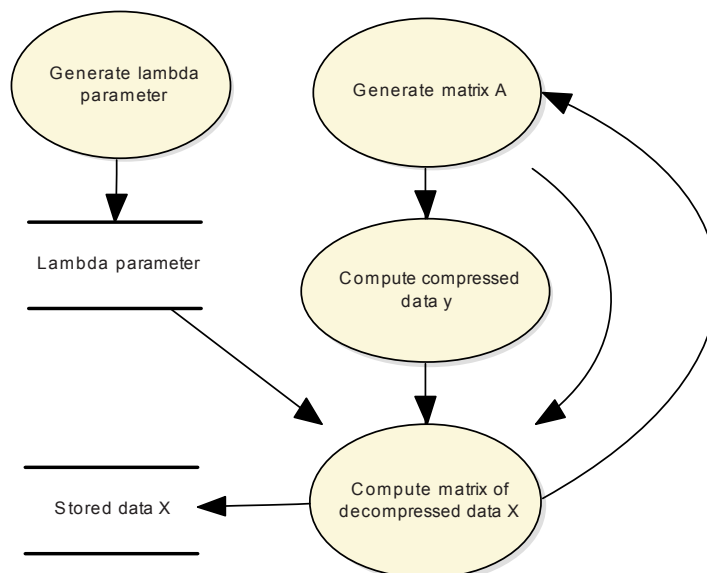 Generate lambda
parameter
Generate matrix A
Lambda parameter
Compute compressed
data y
Stored data X
Compute matrix of
decompressed data X